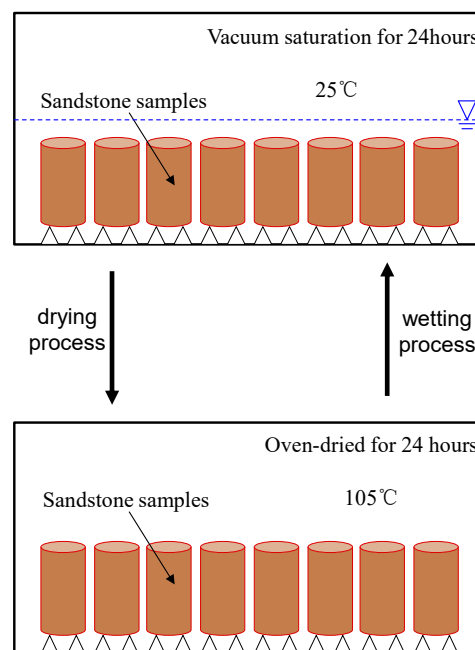 Vacuum saturation for 24hours
25℃
Sandstone samples
drying
process
wetting
process
Oven-dried for 24 hours
105℃
Sandstone samples